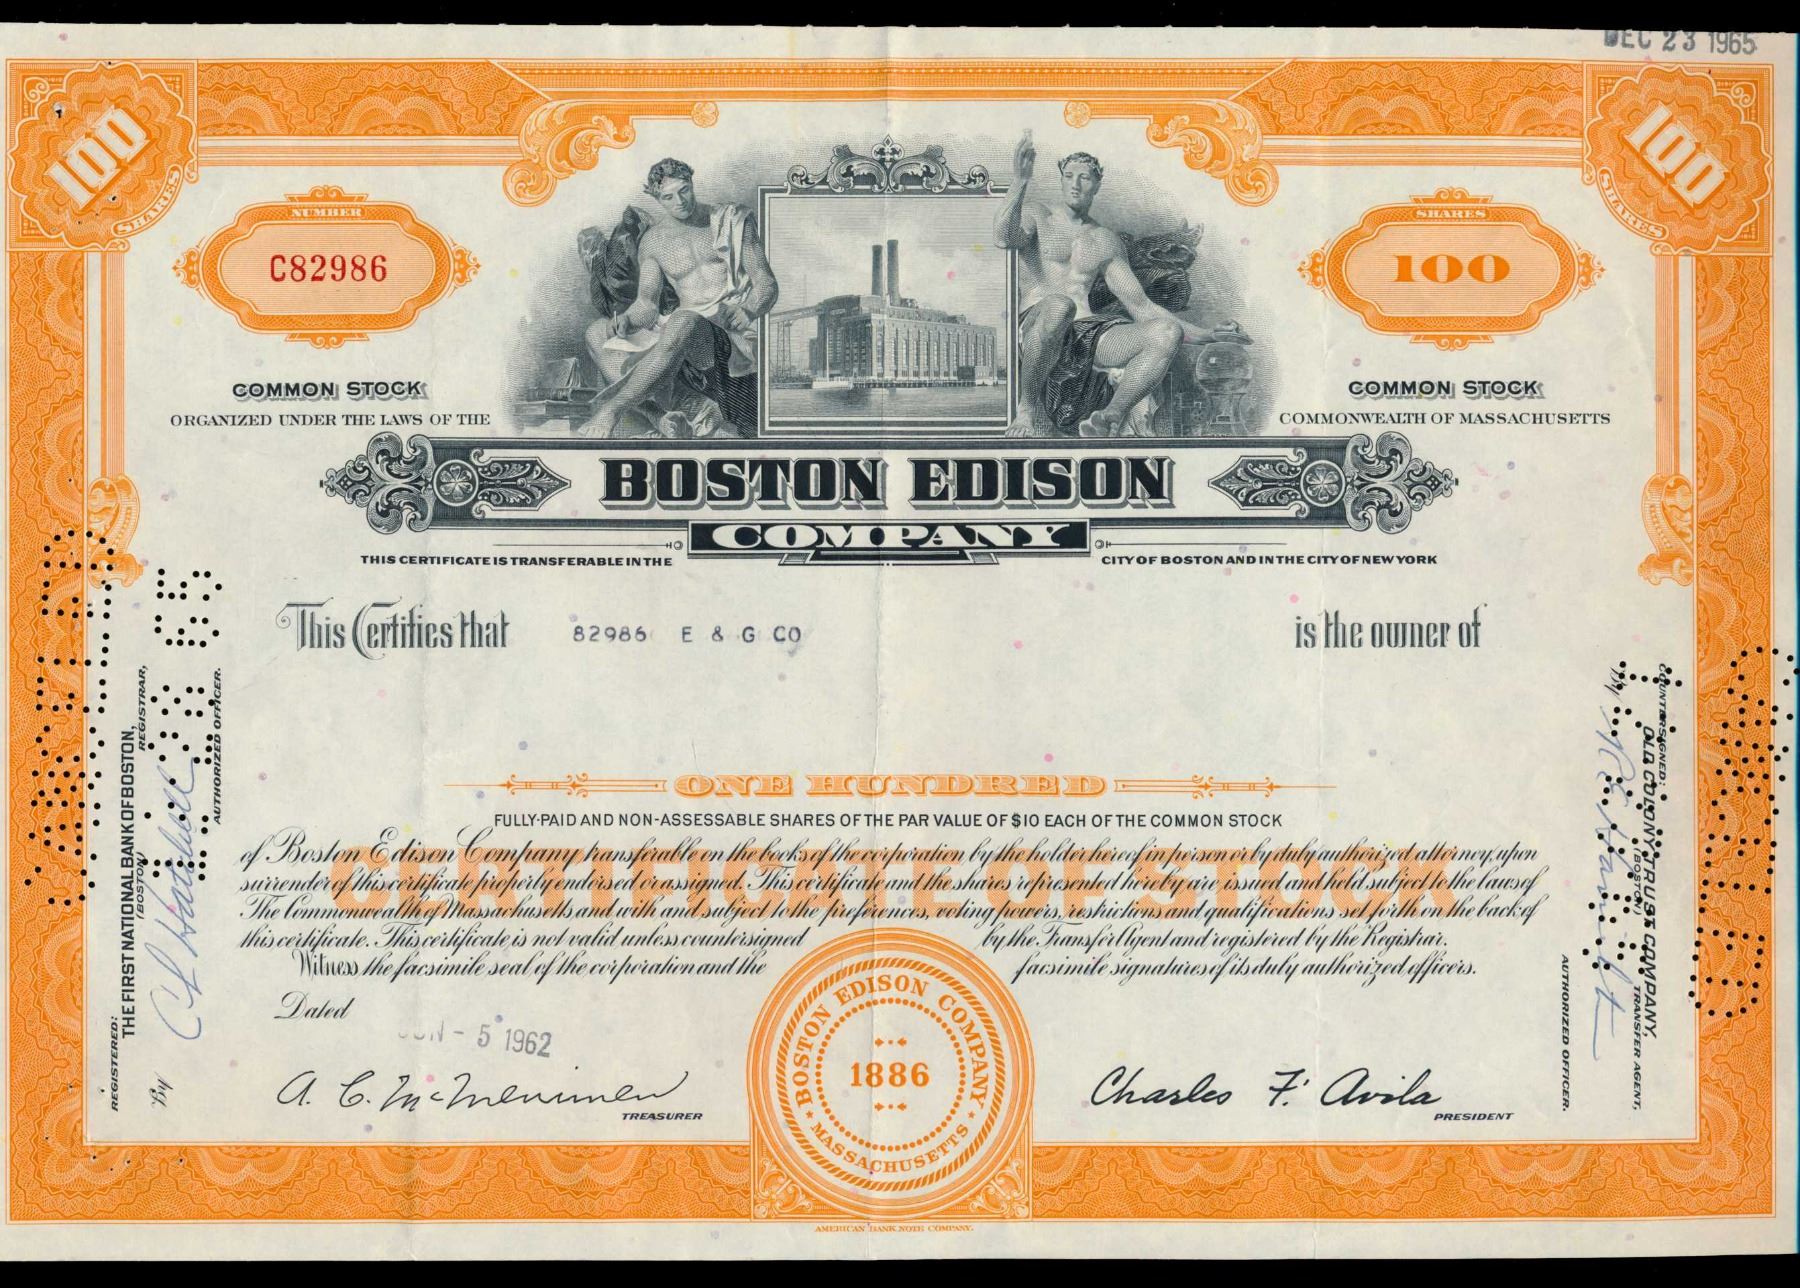 DEC 23 1965
100
SHARES
100
SHARES
NUMBER
C82986
SHARES
100
COMMON STOCK
ORGANIZED UNDER THE LAWS OF THE
COMMON STOCK
COMMONWEALTH OF MASSACHUSETTS
BOSTON EDISON
COMPANY
THIS CERTIFICATE IS TRANSFERABLE IN THE
CITY OF BOSTON AND IN THE CITY OF NEW YORK
This Certifies that 82986 E & G CO is the owner of
ONE HUNDRED
FULLY-PAID AND NON-ASSESSABLE SHARES OF THE PAR VALUE OF $10 EACH OF THE COMMON STOCK
of Boston Edison Company transferable on the books of the corporation by the holder hereof in person or by duly authorized attorney, upon
surrender of this certificate properly endorsed or assigned. This certificate and the shares represented hereby are issued and held subject to the laws of
The Commonwealth of Massachusetts and with and subject to the preferences, voting powers, restrictions and qualifications set forth on the back of
this certificate. This certificate is not valid unless countersigned by the Transfer Agent and registered by the Registrar.
Witness the facsimile seal of the corporation and the facsimile signatures of its duly authorized officers.
Dated
JUN - 5 1962
A. C. McMenimen
TREASURER
BOSTON EDISON COMPANY
1886
MASSACHUSETTS
Charles F. Avila
PRESIDENT
REGISTERED:
THE FIRST NATIONAL BANK OF BOSTON,
(BOSTON)
REGISTRAR,
By
AUTHORIZED OFFICER.
COUNTERSIGNED:
OLD COLONY TRUST COMPANY,
(BOSTON)
TRANSFER AGENT,
By
AUTHORIZED OFFICER.
AMERICAN BANK NOTE COMPANY.